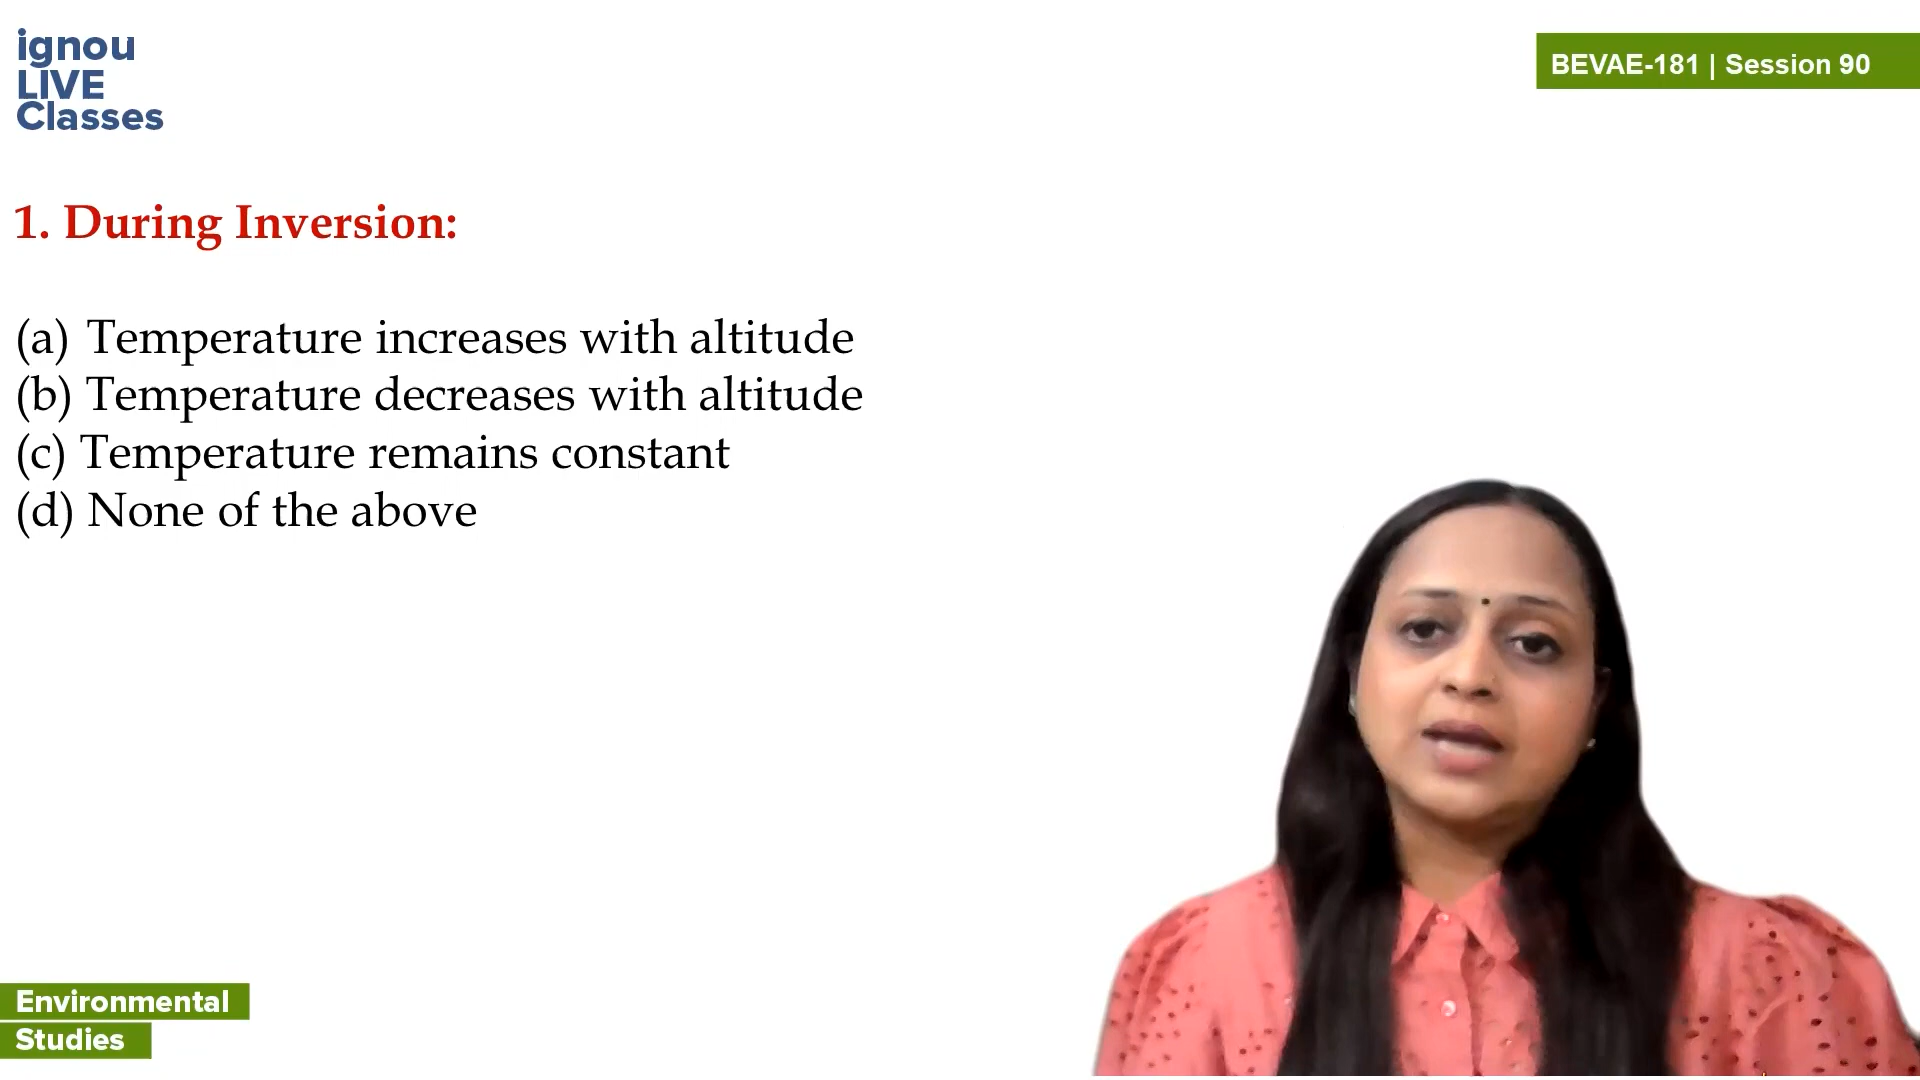 ignou
LIVE
Classes
BEVAE-181 | Session 90
1. During Inversion:
(a) Temperature increases with altitude
(b) Temperature decreases with altitude
(c) Temperature remains constant
(d) None of the above
Environmental
Studies